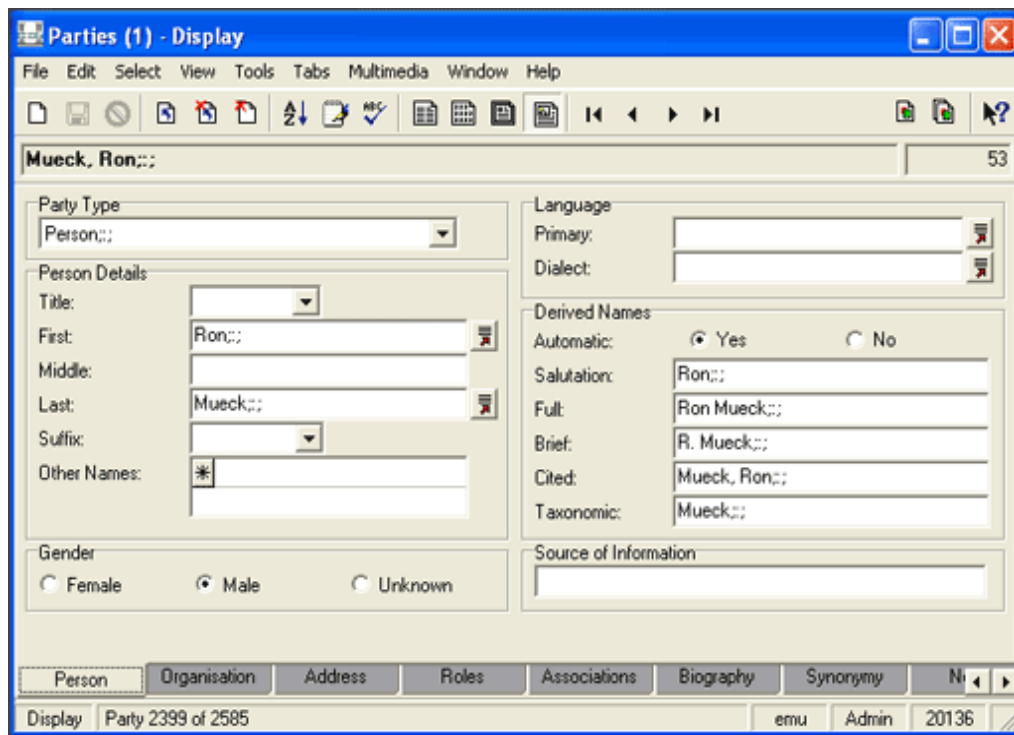 Parties (1) - Display
File Edit Select View Tools Tabs Multimedia Window Help
Mueck, Ron;:; 53
Party Type
Person;:;
Person Details
Title:
First: Ron;:;
Middle:
Last: Mueck;:;
Suffix:
Other Names:
Gender
Female Male Unknown
Language
Primary:
Dialect:
Derived Names
Automatic: Yes No
Salutation: Ron;:;
Full: Ron Mueck;:;
Brief: R. Mueck;:;
Cited: Mueck, Ron;:;
Taxonomic: Mueck;:;
Source of Information
Person Organisation Address Roles Associations Biography Synonymy
Display Party 2399 of 2585 emu Admin 20136